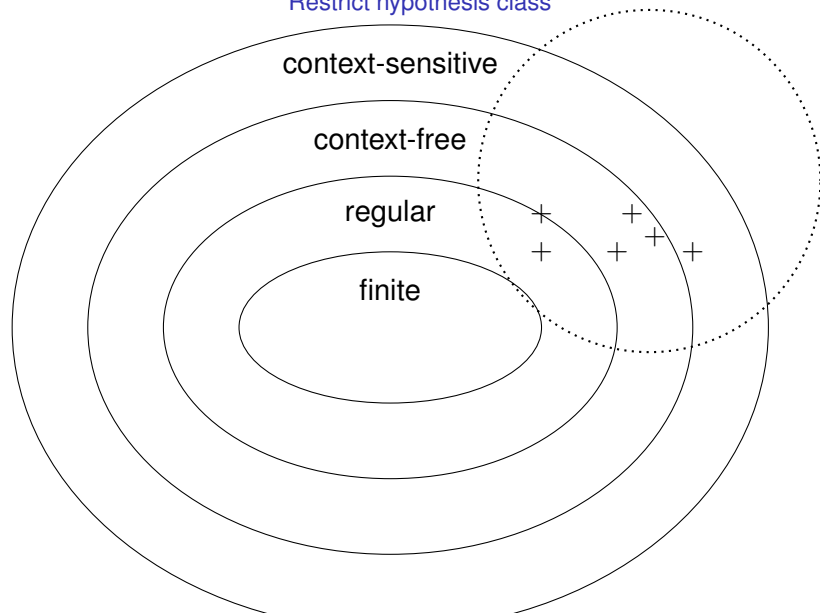 Restrict hypothesis class
context-sensitive
context-free
regular
finite